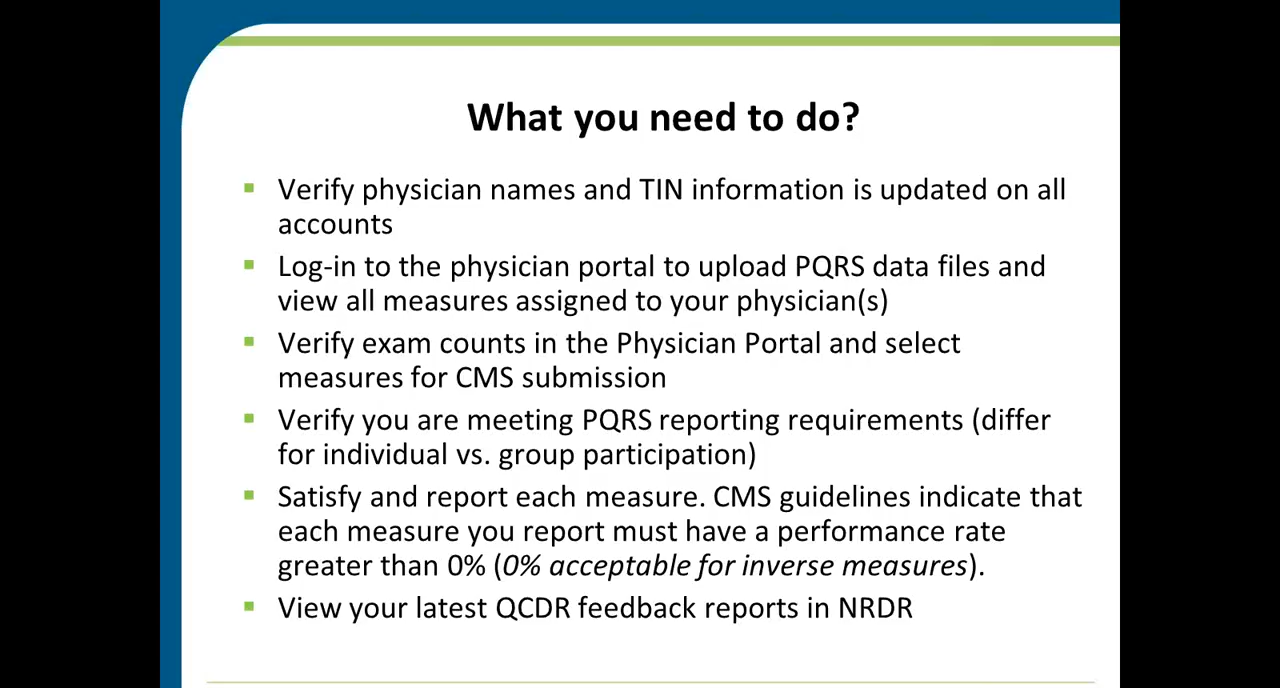 What you need to do?
Verify physician names and TIN information is updated on all
accounts
Log-in to the physician portal to upload PQRS data files and
view all measures assigned to your physician(s)
Verify exam counts in the Physician Portal and select
measures for CMS submission
Verify you are meeting PQRS reporting requirements (differ
for individual vs. group participation)
Satisfy and report each measure. CMS guidelines indicate that
each measure you report must have a performance rate
greater than 0% (0% acceptable for inverse measures).
View your latest QCDR feedback reports in NRDR